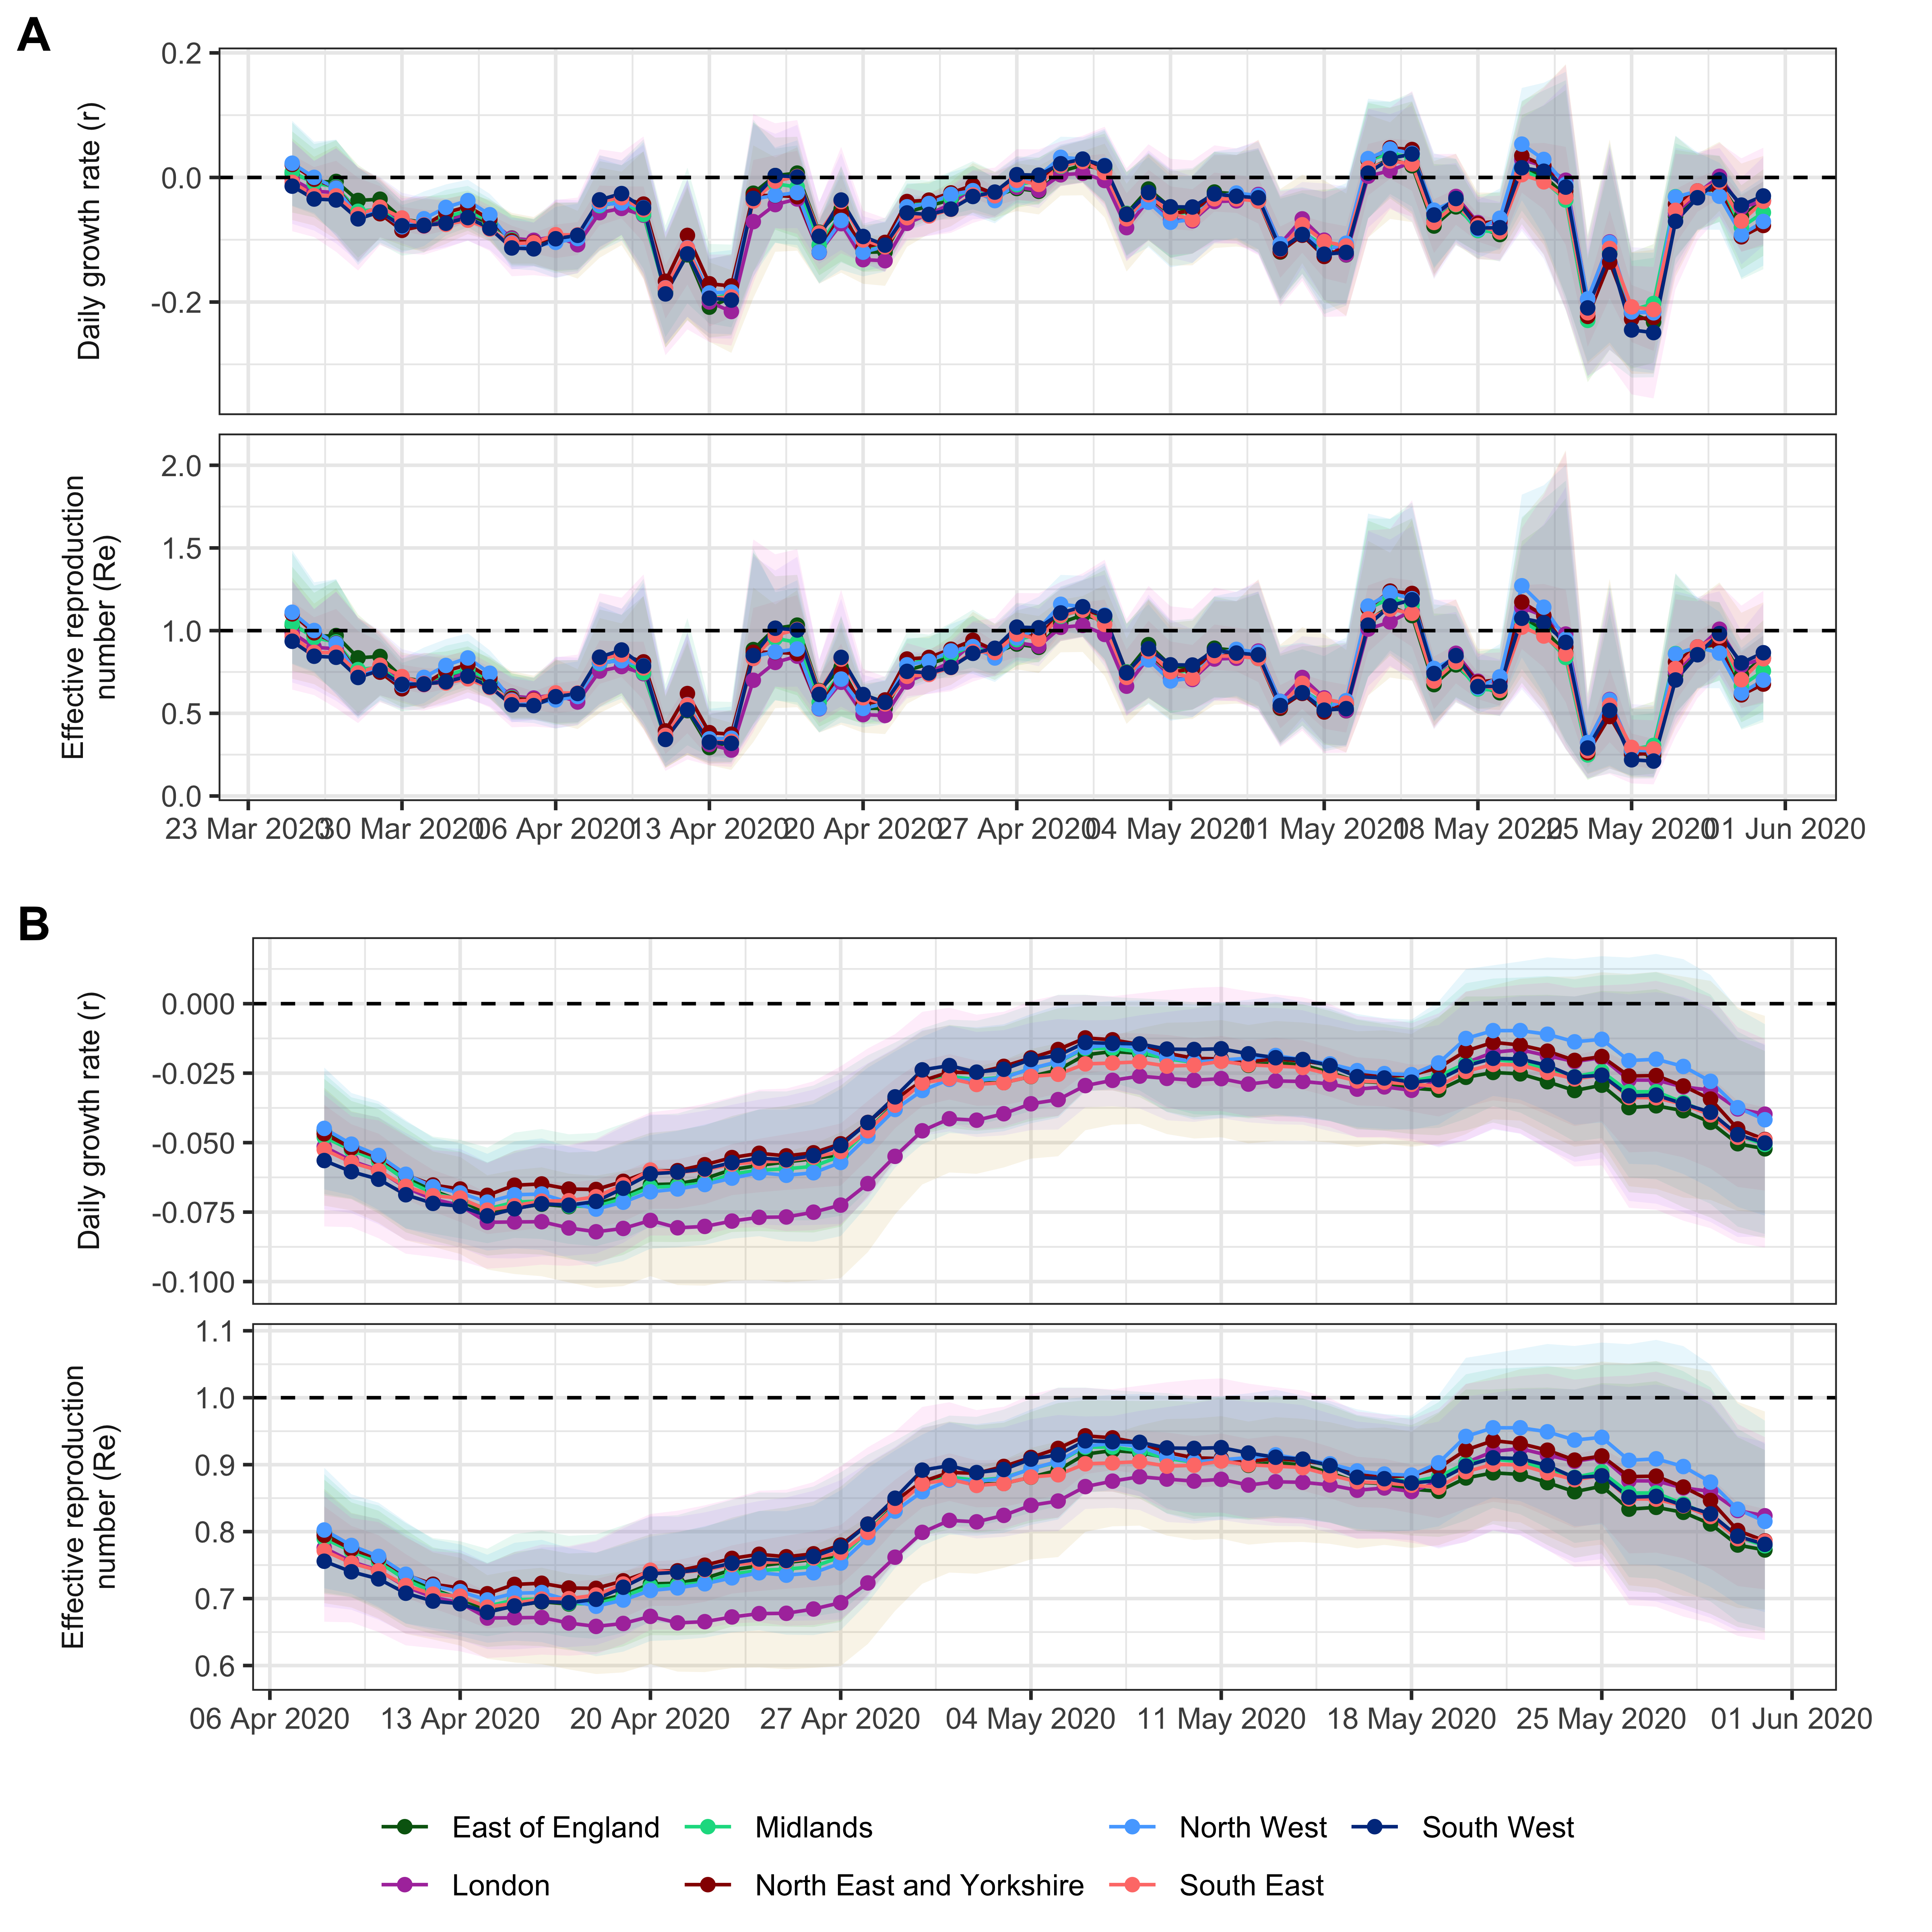 A
Daily growth rate (r)
0.2
0.0
-0.2
Effective reproduction
number (Re)
2.0
1.5
1.0
0.5
0.0
23 Mar 2020 30 Mar 2020 06 Apr 2020 13 Apr 2020 20 Apr 2020 27 Apr 2020 04 May 2020 11 May 2020 18 May 2020 25 May 2020 01 Jun 2020
B
Daily growth rate (r)
0.000
-0.025
-0.050
-0.075
-0.100
Effective reproduction
number (Re)
1.1
1.0
0.9
0.8
0.7
0.6
06 Apr 2020 13 Apr 2020 20 Apr 2020 27 Apr 2020 04 May 2020 11 May 2020 18 May 2020 25 May 2020 01 Jun 2020
East of England Midlands North West South West
London North East and Yorkshire South East